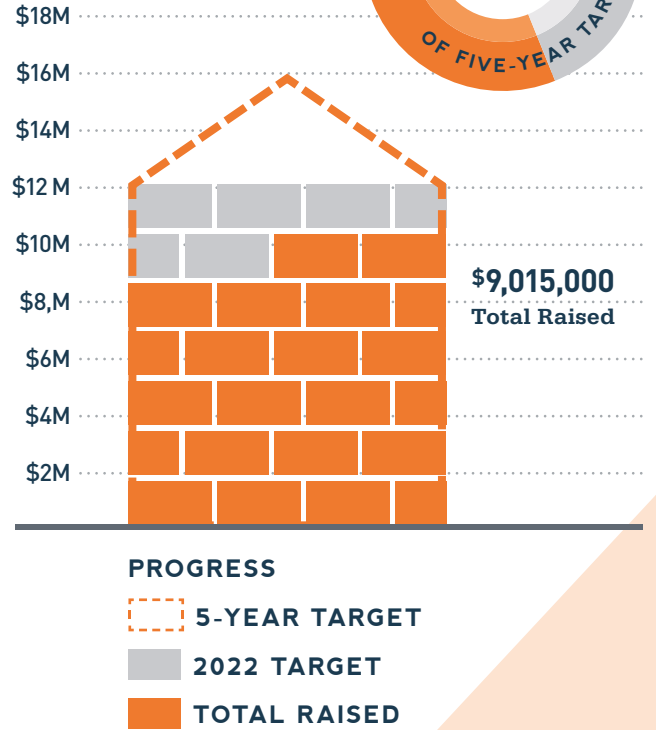 $18M
OF FIVE-YEAR TAR
$16M
$14M
$12 M
$10M
$9,015,000
Total Raised
$8,M
$6M
$4M
$2M
PROGRESS
5-YEAR TARGET
2022 TARGET
TOTAL RAISED